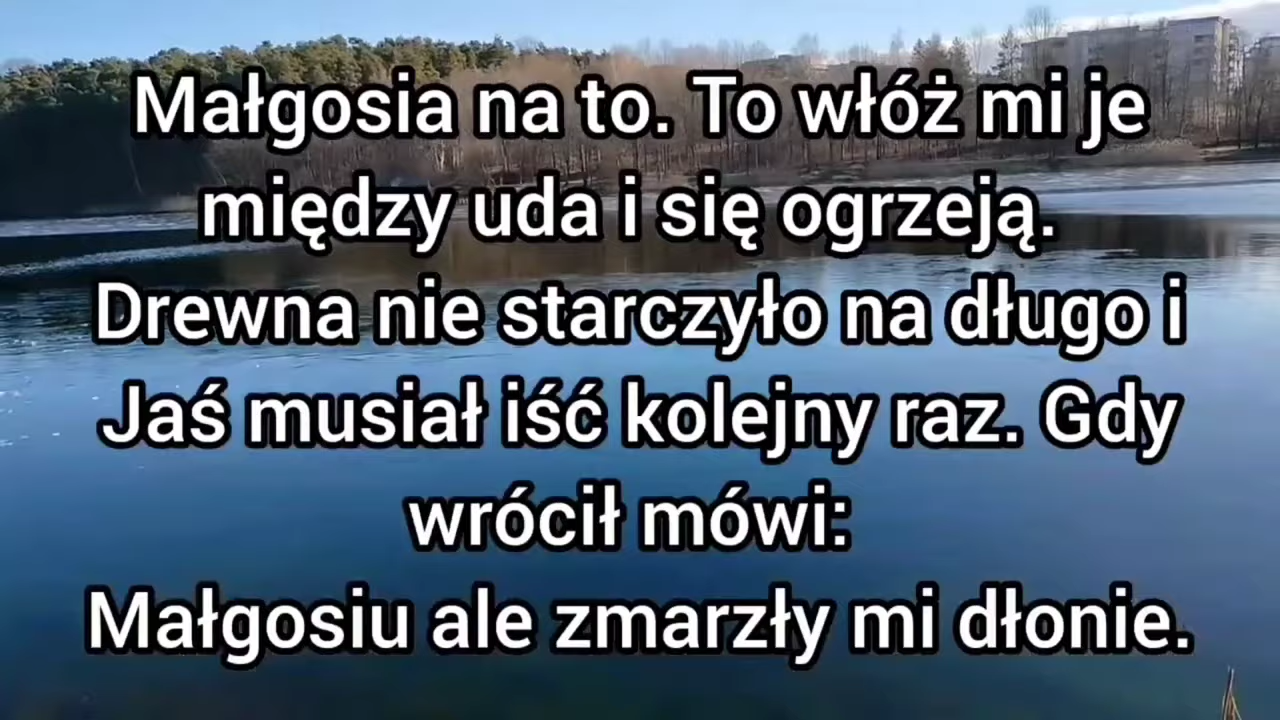 Małgosia na to. To włóż mi je
między uda i się ogrzeją.
Drewna nie starczyło na długo i
Jaś musiał iść kolejny raz. Gdy
wrócił mówi:
Małgosiu ale zmarzły mi dłonie.